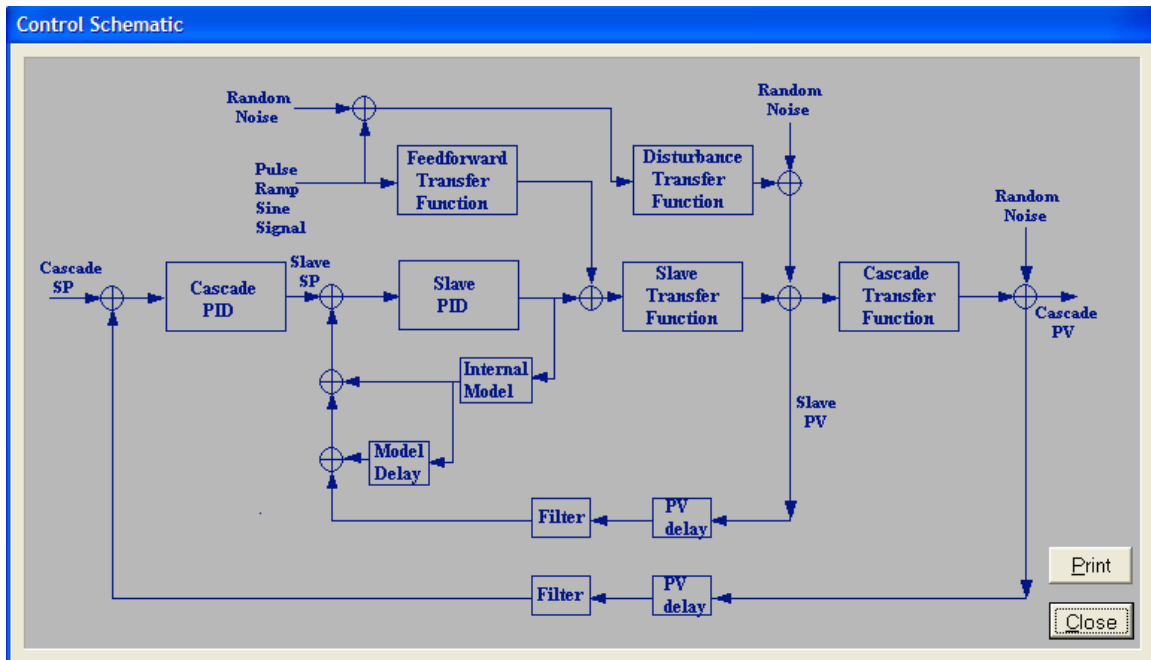 Control Schematic
Random
Noise
Random
Noise
Pulse
Ramp
Sine
Signal
Feedforward
Transfer
Function
Disturbance
Transfer
Function
Random
Noise
Cascade
SP
Cascade
PID
Slave
SP
Slave
PID
Slave
Transfer
Function
Cascade
Transfer
Function
Cascade
PV
Internal
Model
Slave
PV
Model
Delay
Filter
PV
delay
Filter
PV
delay
Print
Close